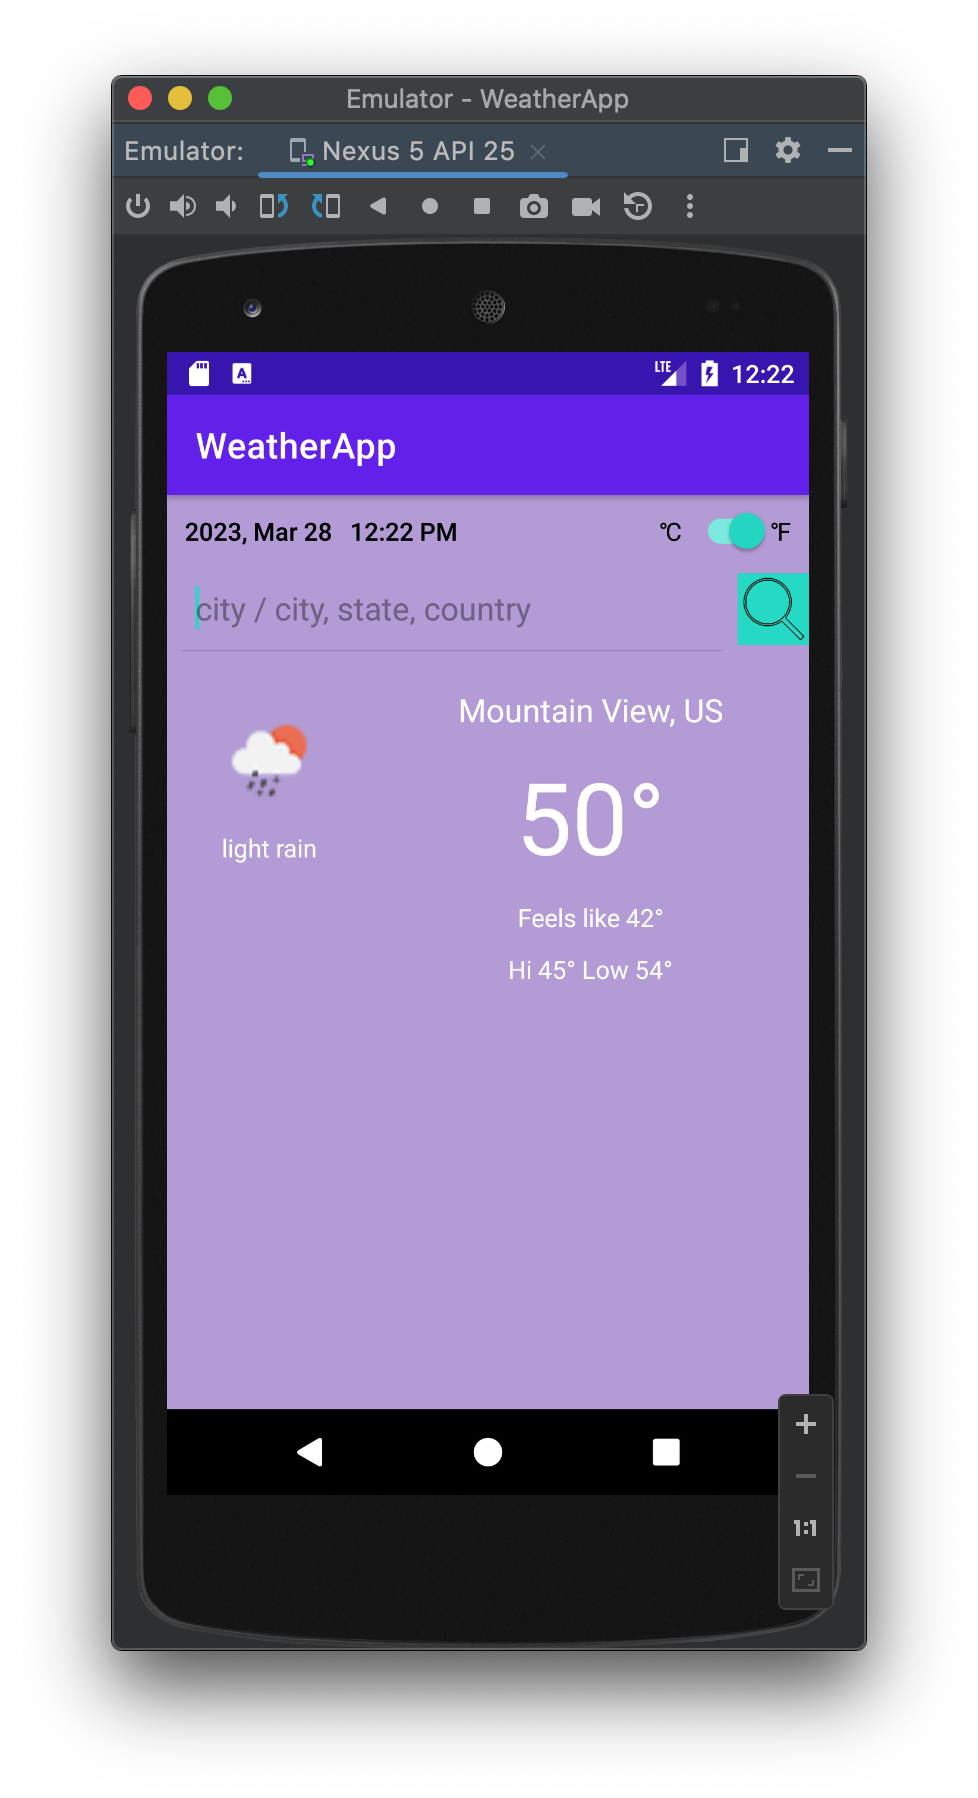 Emulator - WeatherApp
Emulator: Nexus 5 API 25
LTE 12:22
A
WeatherApp
2023, Mar 28 12:22 PM °C °F
city / city, state, country
Mountain View, US
50°
light rain
Feels like 42°
Hi 45° Low 54°
1:1